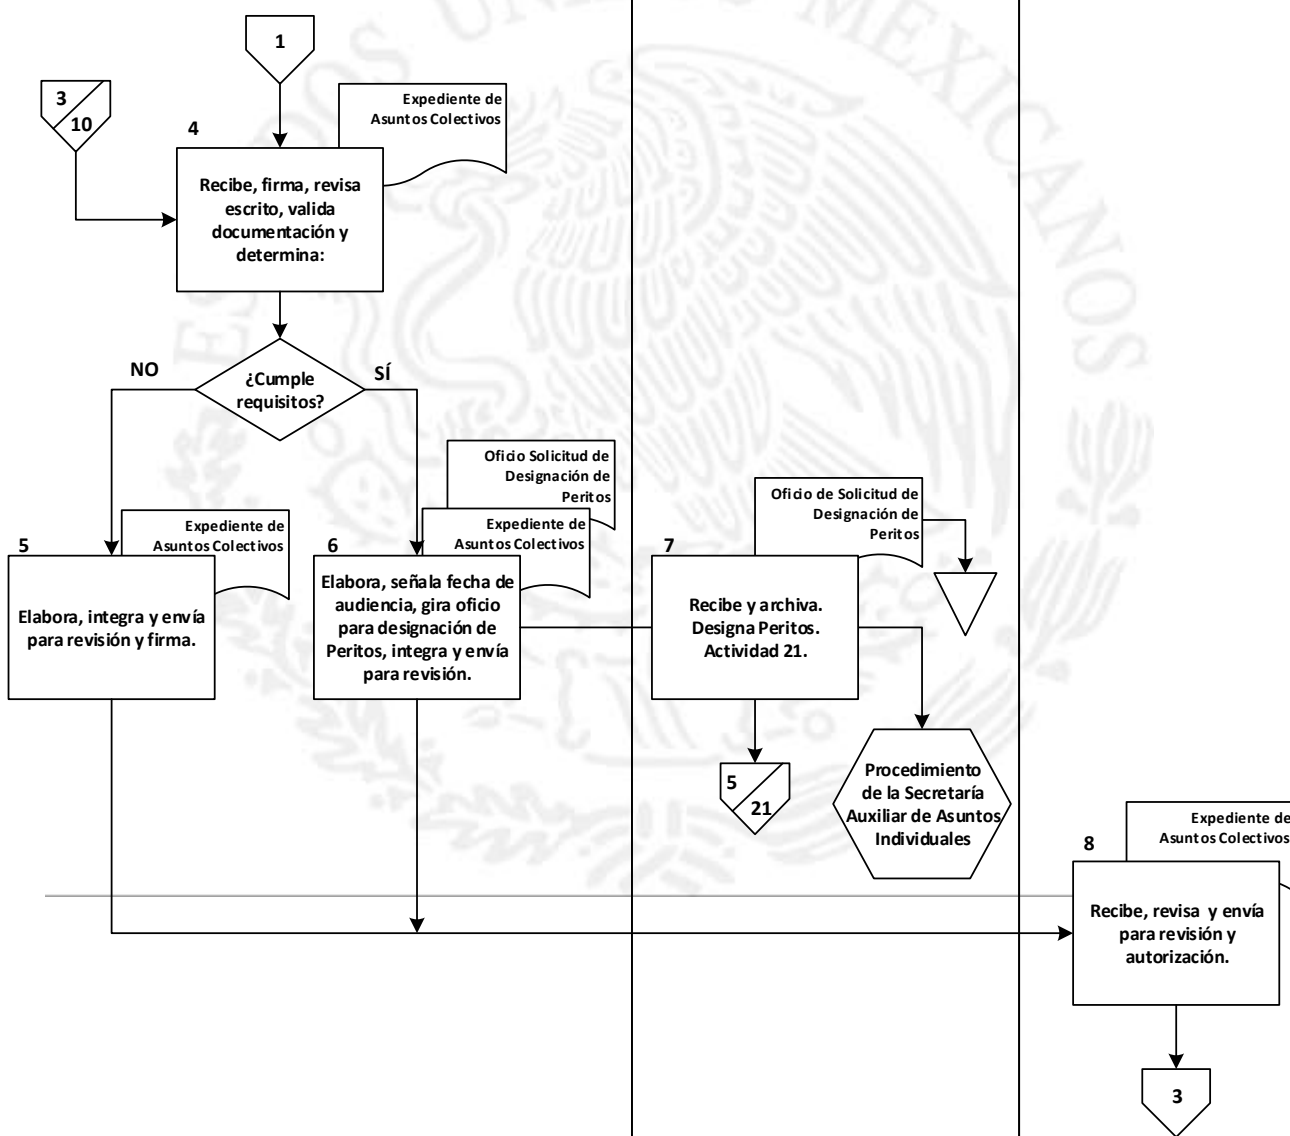 ESTADOS UNIDOS MEXICANOS
1
3
10
Expediente de
Asuntos Colectivos
4
Recibe, firma, revisa
escrito, valida
documentación y
determina:
NO
¿Cumple
requisitos?
SÍ
Oficio Solicitud de
Designación de
Peritos
Expediente de
Asuntos Colectivos
5
Elabora, integra y envía
para revisión y firma.
Expediente de
Asuntos Colectivos
6
Elabora, señala fecha de
audiencia, gira oficio
para designación de
Peritos, integra y envía
para revisión.
Oficio de Solicitud de
Designación de
Peritos
7
Recibe y archiva.
Designa Peritos.
Actividad 21.
5
21
Procedimiento
de la Secretaría
Auxiliar de Asuntos
Individuales
Expediente de
Asuntos Colectivos
8
Recibe, revisa y envía
para revisión y
autorización.
3